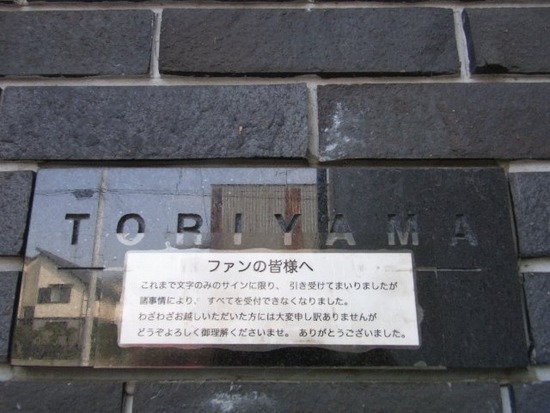 TORIYAMA
ファンの皆様へ
これまで文字のみのサインに限り、引き受けてまいりましたが
諸事情により、すべてを受付できなくなりました。
わざわざお越しいただいた方には大変申し訳ありませんが
どうぞよろしく御理解くださいませ。ありがとうございました。